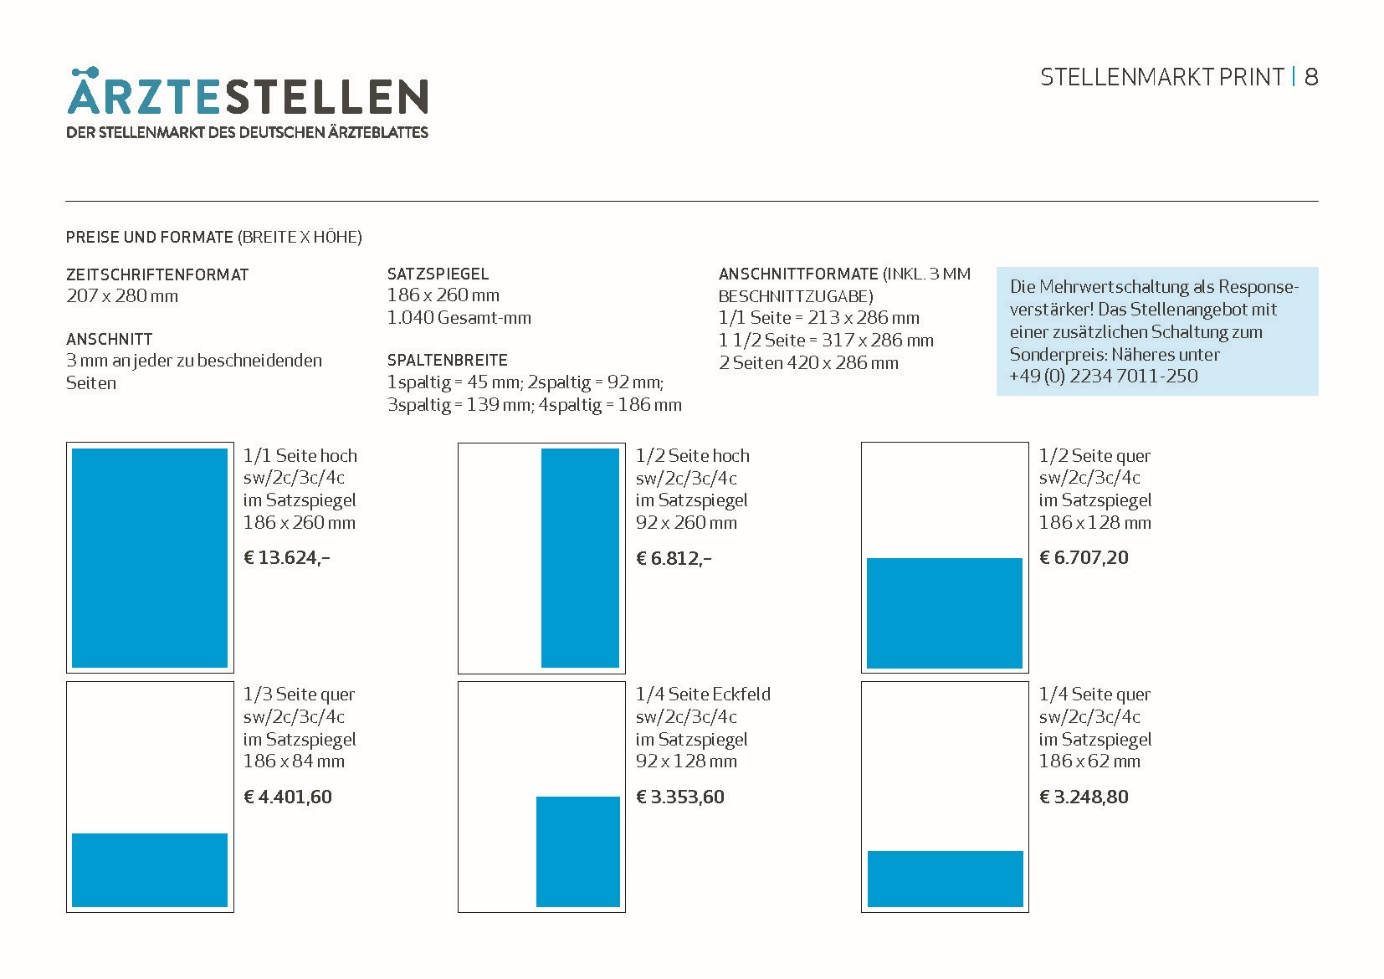 ÄRZTESTELLEN
DER STELLENMARKT DES DEUTSCHEN ÄRZTEBLATTES
STELLENMARKT PRINT | 8
PREISE UND FORMATE (BREITE X HÖHE)
ZEITSCHRIFTENFORMAT
207 x 280 mm
ANSCHNITT
3 mm an jeder zu beschneidenden
Seiten
SATZSPIEGEL
186 x 260 mm
1.040 Gesamt-mm
SPALTENBREITE
1spaltig = 45 mm; 2spaltig = 92 mm;
3spaltig = 139 mm; 4spaltig = 186 mm
ANSCHNITTFORMATE (INKL. 3 MM
BESCHNITTZUGABE)
1/1 Seite = 213 x 286 mm
1 1/2 Seite = 317 x 286 mm
2 Seiten 420 x 286 mm
Die Mehrwertschaltung als Response-
verstärker! Das Stellenangebot mit
einer zusätzlichen Schaltung zum
Sonderpreis: Näheres unter
+49 (0) 2234 7011-250
1/1 Seite hoch
sw/2c/3c/4c
im Satzspiegel
186 x 260 mm
€ 13.624,–
1/2 Seite hoch
sw/2c/3c/4c
im Satzspiegel
92 x 260 mm
€ 6.812,–
1/2 Seite quer
sw/2c/3c/4c
im Satzspiegel
186 x 128 mm
€ 6.707,20
1/3 Seite quer
sw/2c/3c/4c
im Satzspiegel
186 x 84 mm
€ 4.401,60
1/4 Seite Eckfeld
sw/2c/3c/4c
im Satzspiegel
92 x 128 mm
€ 3.353,60
1/4 Seite quer
sw/2c/3c/4c
im Satzspiegel
186 x 62 mm
€ 3.248,80